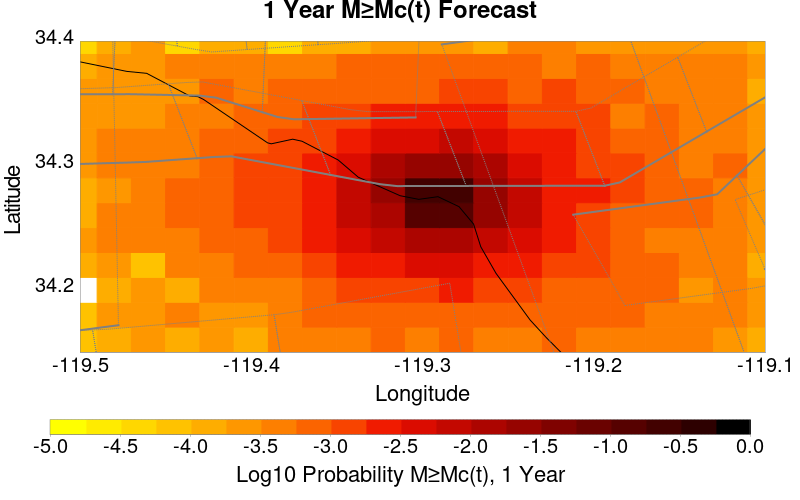 1 Year M≥Mc(t) Forecast
34.4
34.3
34.2
Latitude
-119.5 -119.4 -119.3 -119.2 -119.1
Longitude
-5.0 -4.5 -4.0 -3.5 -3.0 -2.5 -2.0 -1.5 -1.0 -0.5 0.0
Log10 Probability M≥Mc(t), 1 Year